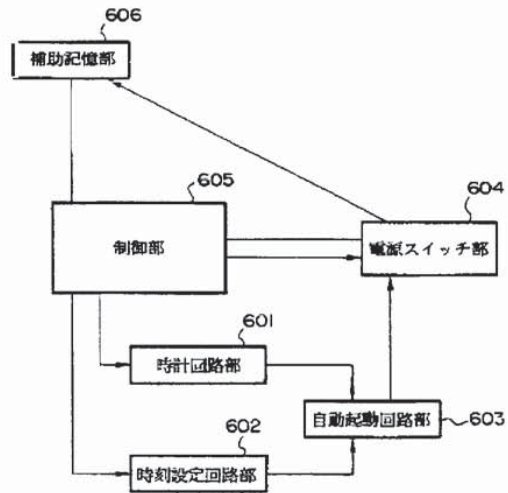 606
補助記憶部
605
制御部
604
電源スイッチ部
601
時計回路部
自動起動回路部
603
602
時刻設定回路部